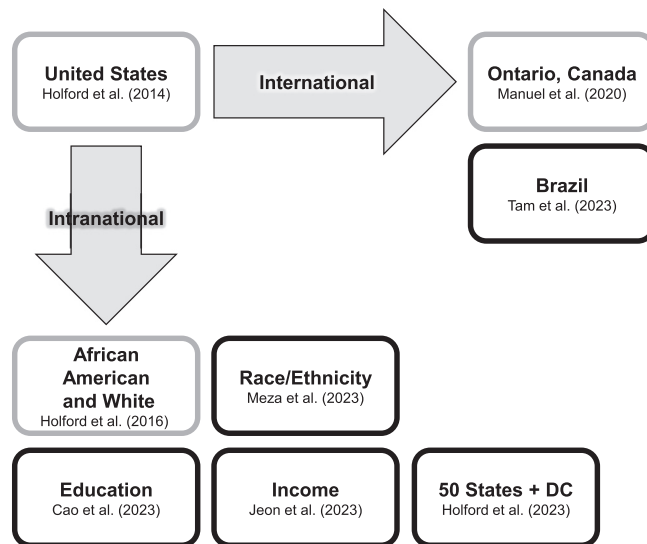 United States
Holford et al. (2014)
International
Ontario, Canada
Manuel et al. (2020)
Brazil
Tam et al. (2023)
Intranational
African
American
and White
Holford et al. (2016)
Race/Ethnicity
Meza et al. (2023)
Education
Cao et al. (2023)
Income
Jeon et al. (2023)
50 States + DC
Holford et al. (2023)